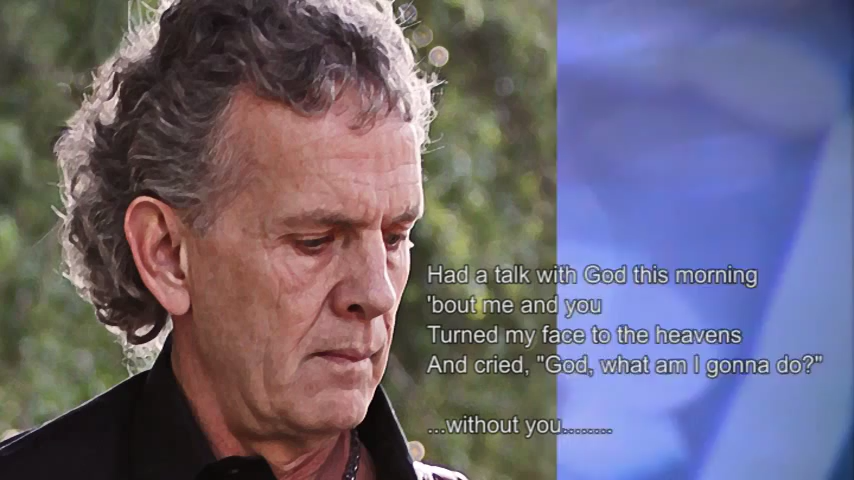 Had a talk with God this morning
'bout me and you
Turned my face to the heavens
And cried, "God, what am I gonna do?"
...without you........